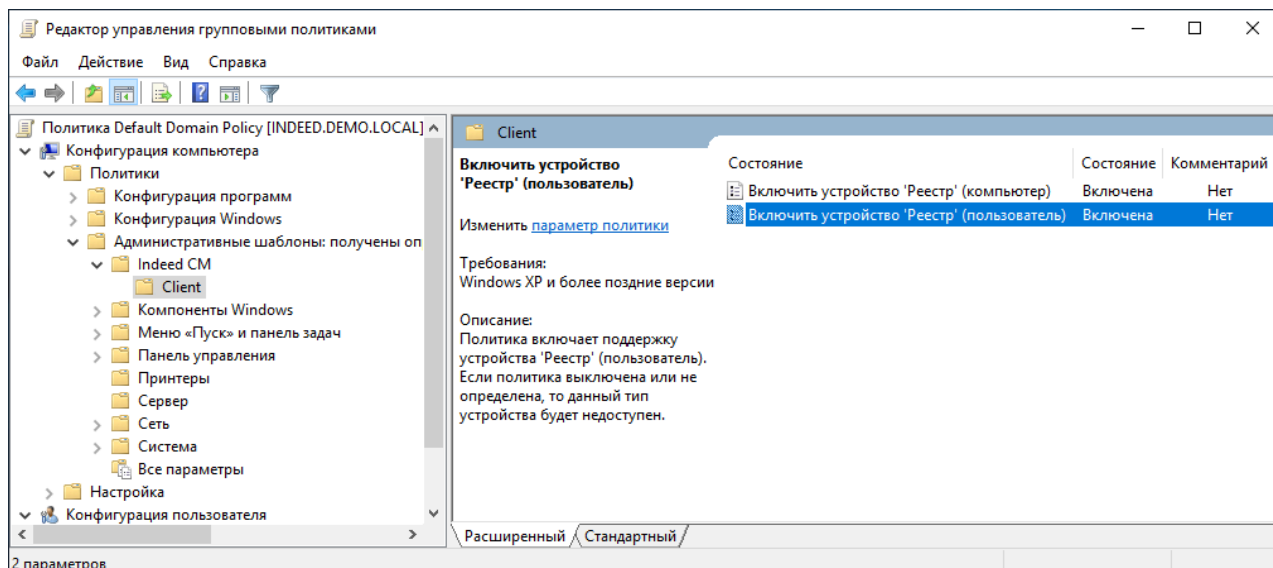 Редактор управления групповыми политиками
Файл Действие Вид Справка
Политика Default Domain Policy [INDEED.DEMO.LOCAL]
Конфигурация компьютера
Политики
Конфигурация программ
Конфигурация Windows
Административные шаблоны: получены оп
Indeed CM
Client
Компоненты Windows
Меню «Пуск» и панель задач
Панель управления
Принтеры
Сервер
Сеть
Система
Все параметры
Настройка
Конфигурация пользователя
Client
Включить устройство
'Реестр' (пользователь)
Изменить параметр политики
Требования:
Windows XP и более поздние версии
Описание:
Политика включает поддержку
устройства 'Реестр' (пользователь).
Если политика выключена или не
определена, то данный тип
устройства будет недоступен.
Состояние Состояние Комментарий
Включить устройство 'Реестр' (компьютер) Включена Нет
Включить устройство 'Реестр' (пользователь) Включена Нет
Расширенный Стандартный
2 параметров